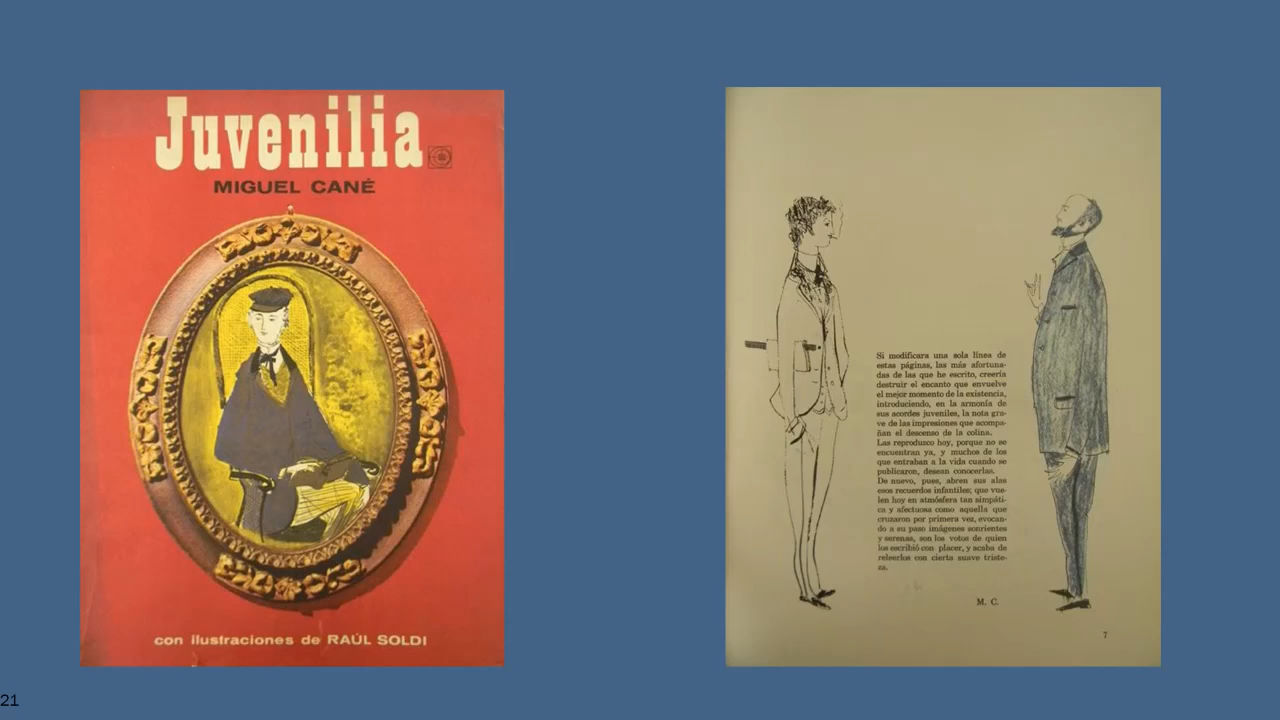 Juvenilia
MIGUEL CANÉ
con ilustraciones de RAÚL SOLDI
Si modificara una sola línea de
estas páginas, las más afortuna-
das de las que he escrito, creería
destruir el encanto que envuelve
el mejor momento de la existencia,
introduciendo, en la armonía de
sus acordes juveniles, la nota gra-
ve de las impresiones que acompa-
ñan el descenso de la colina.
Las reproduzco hoy, porque no se
encuentran ya, y muchos de los
que entraban a la vida cuando se
publicaron, desean conocerlas.
De nuevo, pues, abren sus alas
esos recuerdos infantiles; que vue-
len hoy en atmósfera tan simpáti-
ca y afectuosa como aquella que
cruzaron por primera vez, evocan-
do a su paso imágenes sonrientes
y serenas, son los votos de quien
los escribió con placer, y acaba de
releerlos con cierta suave triste-
za.
M. C.
7
21